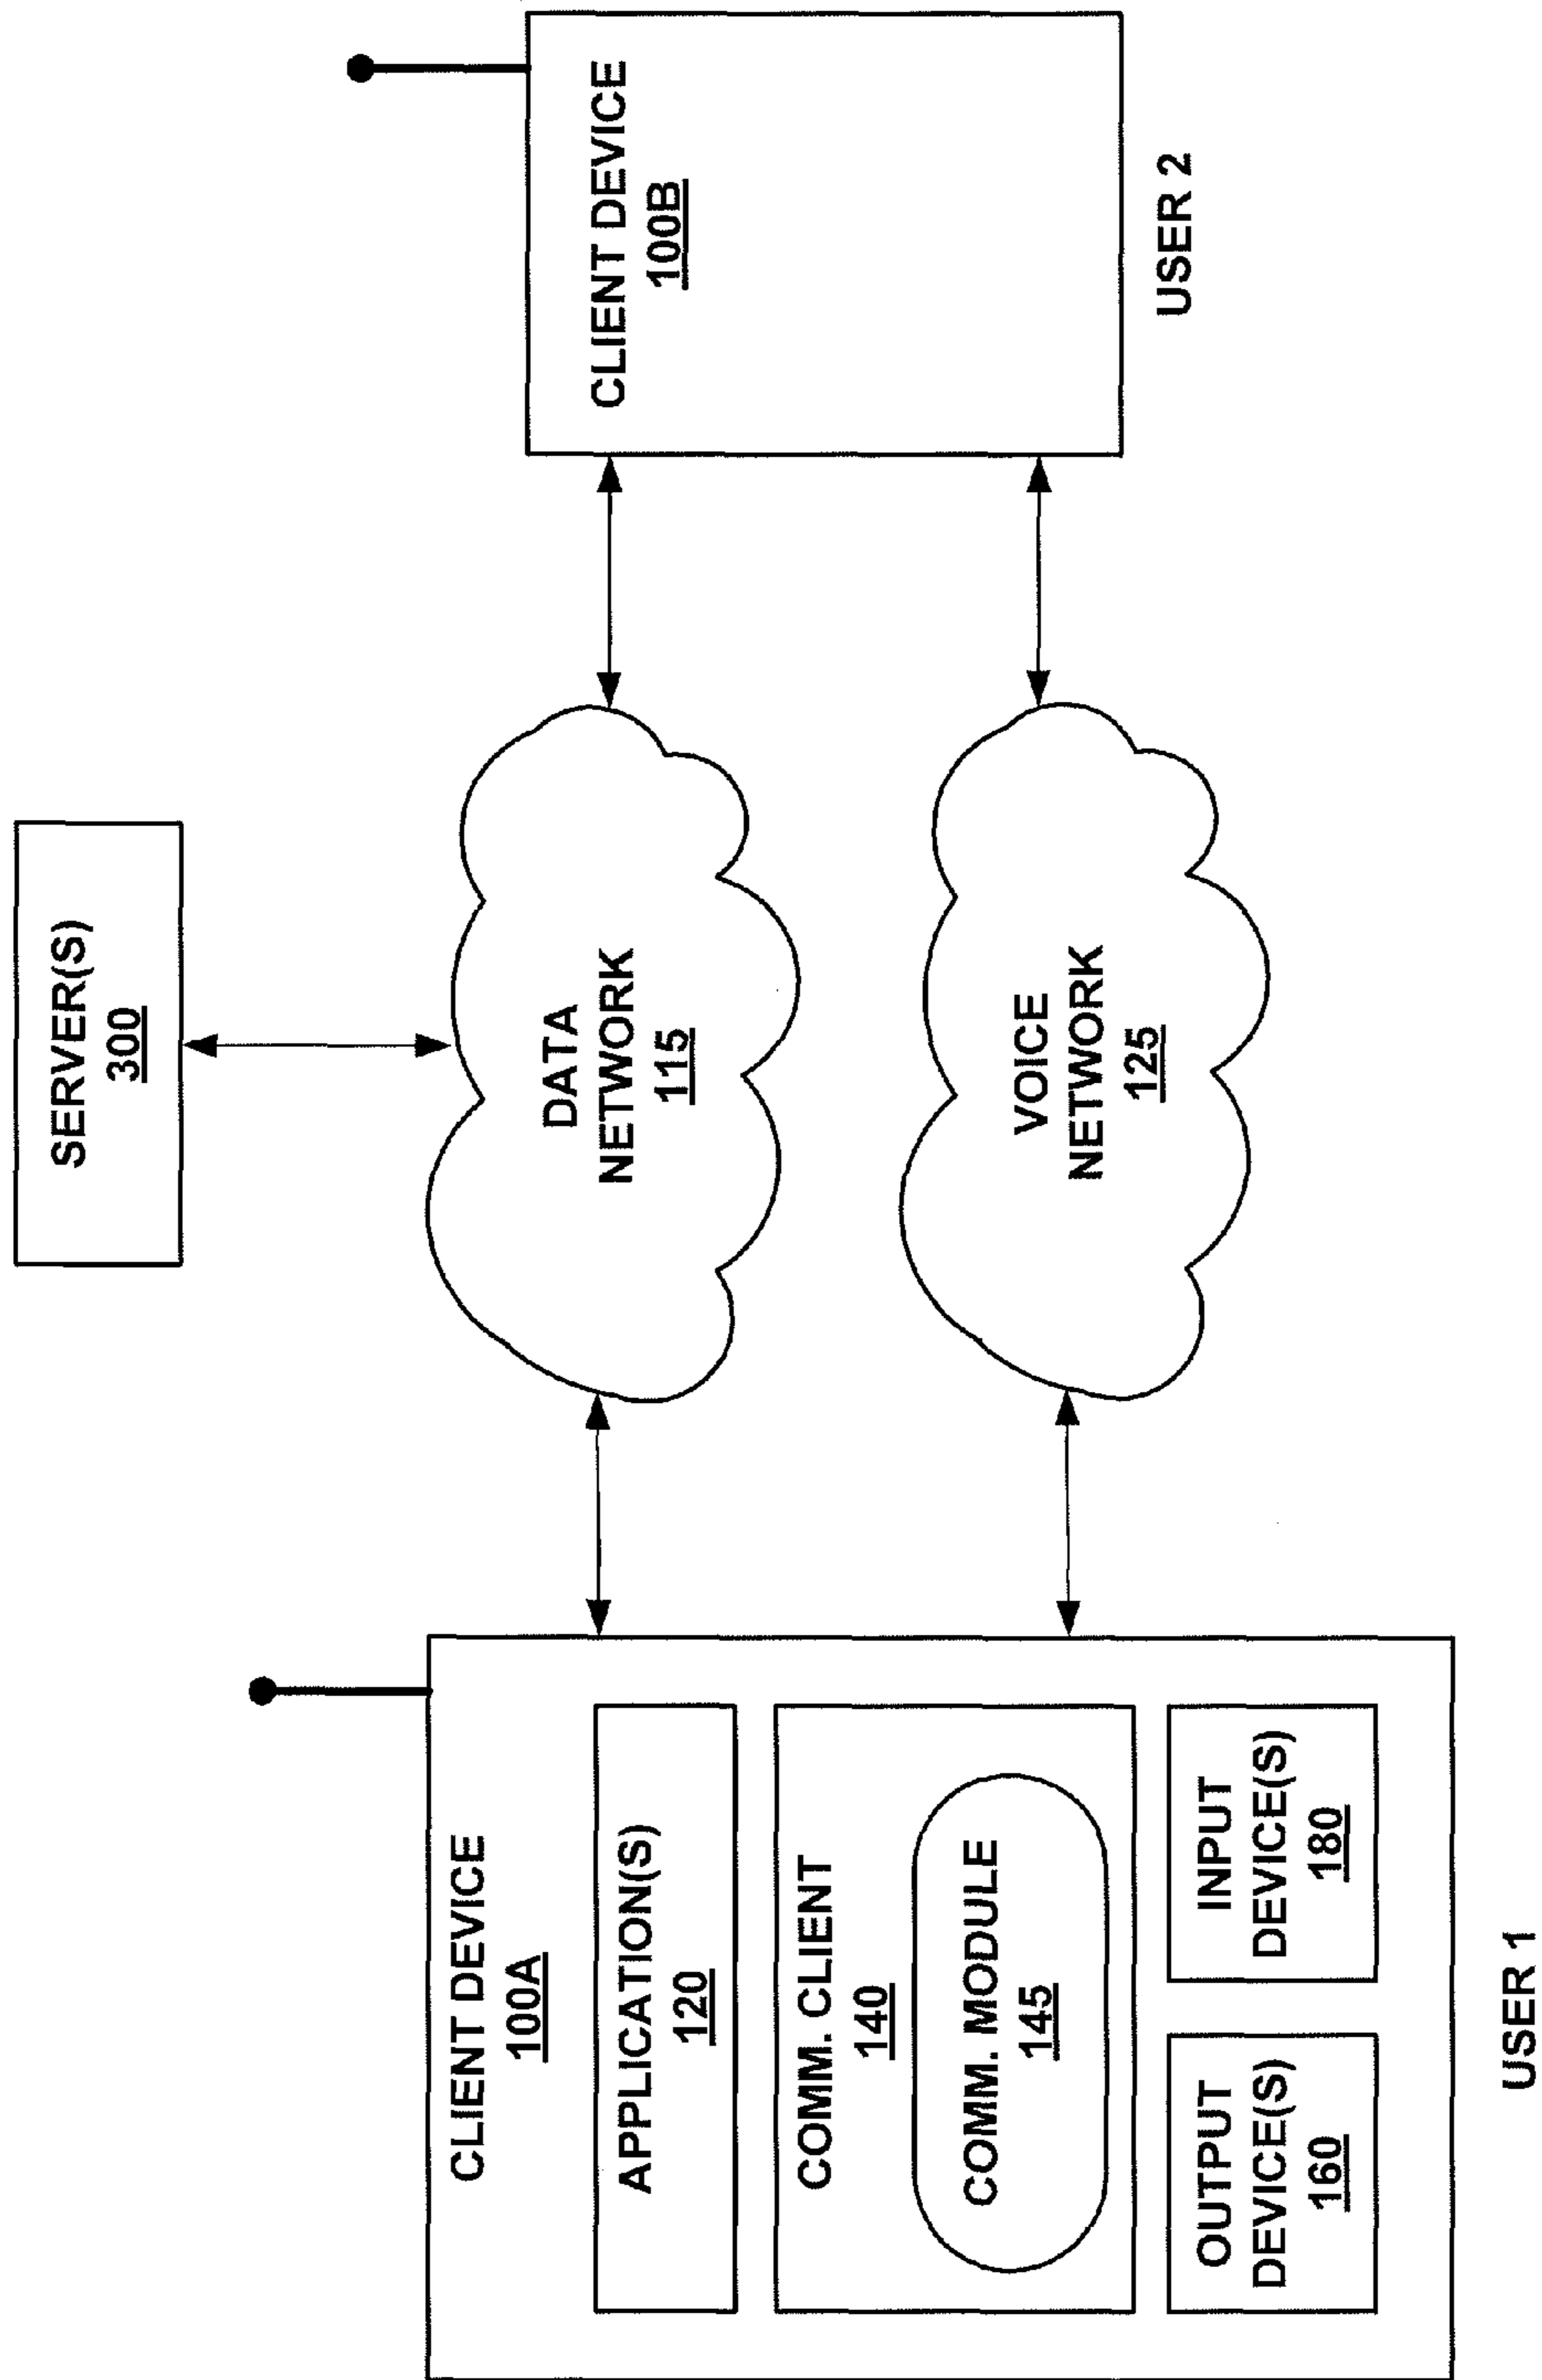 SERVER(S)
300
CLIENT DEVICE
100A
APPLICATION(S)
120
COMM. CLIENT
140
COMM. MODULE
145
OUTPUT
DEVICE(S)
160
INPUT
DEVICE(S)
180
USER 1
DATA
NETWORK
115
VOICE
NETWORK
125
CLIENT DEVICE
100B
USER 2